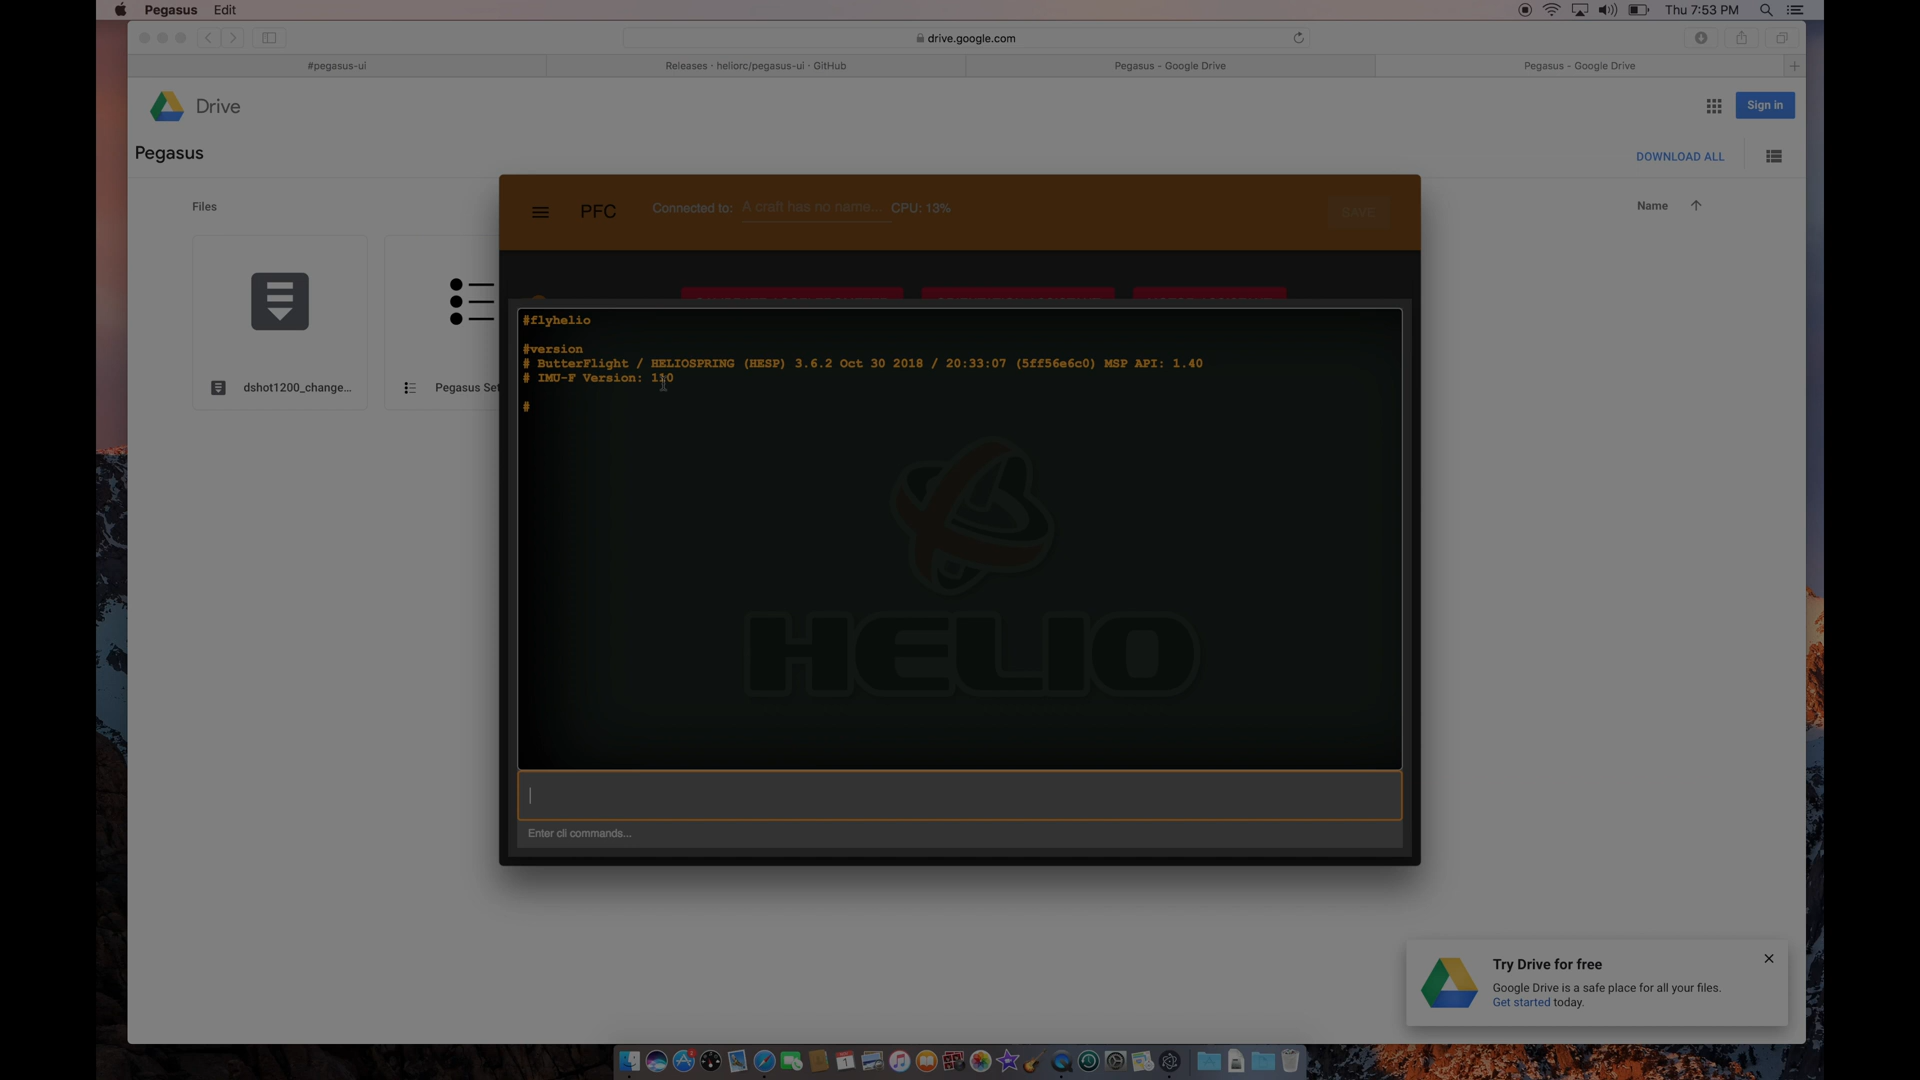 Pegasus Edit
Thu 7:53 PM
drive.google.com
#pegasus-ui
Releases · heliorc/pegasus-ui · GitHub
Pegasus - Google Drive
Pegasus - Google Drive
Drive
Sign in
Pegasus
DOWNLOAD ALL
Files
Name
PFC
Connected to: A craft has no name... CPU: 13%
SAVE
#flyhelio
#version
# ButterFlight / HELIOSPRING (HESP) 3.6.2 Oct 30 2018 / 20:33:07 (5ff56e6c0) MSP API: 1.40
# IMU-F Version:
#
HELIO
Enter cli commands...
dshot1200_change...
Pegasus Set
Try Drive for free
Google Drive is a safe place for all your files.
Get started today.